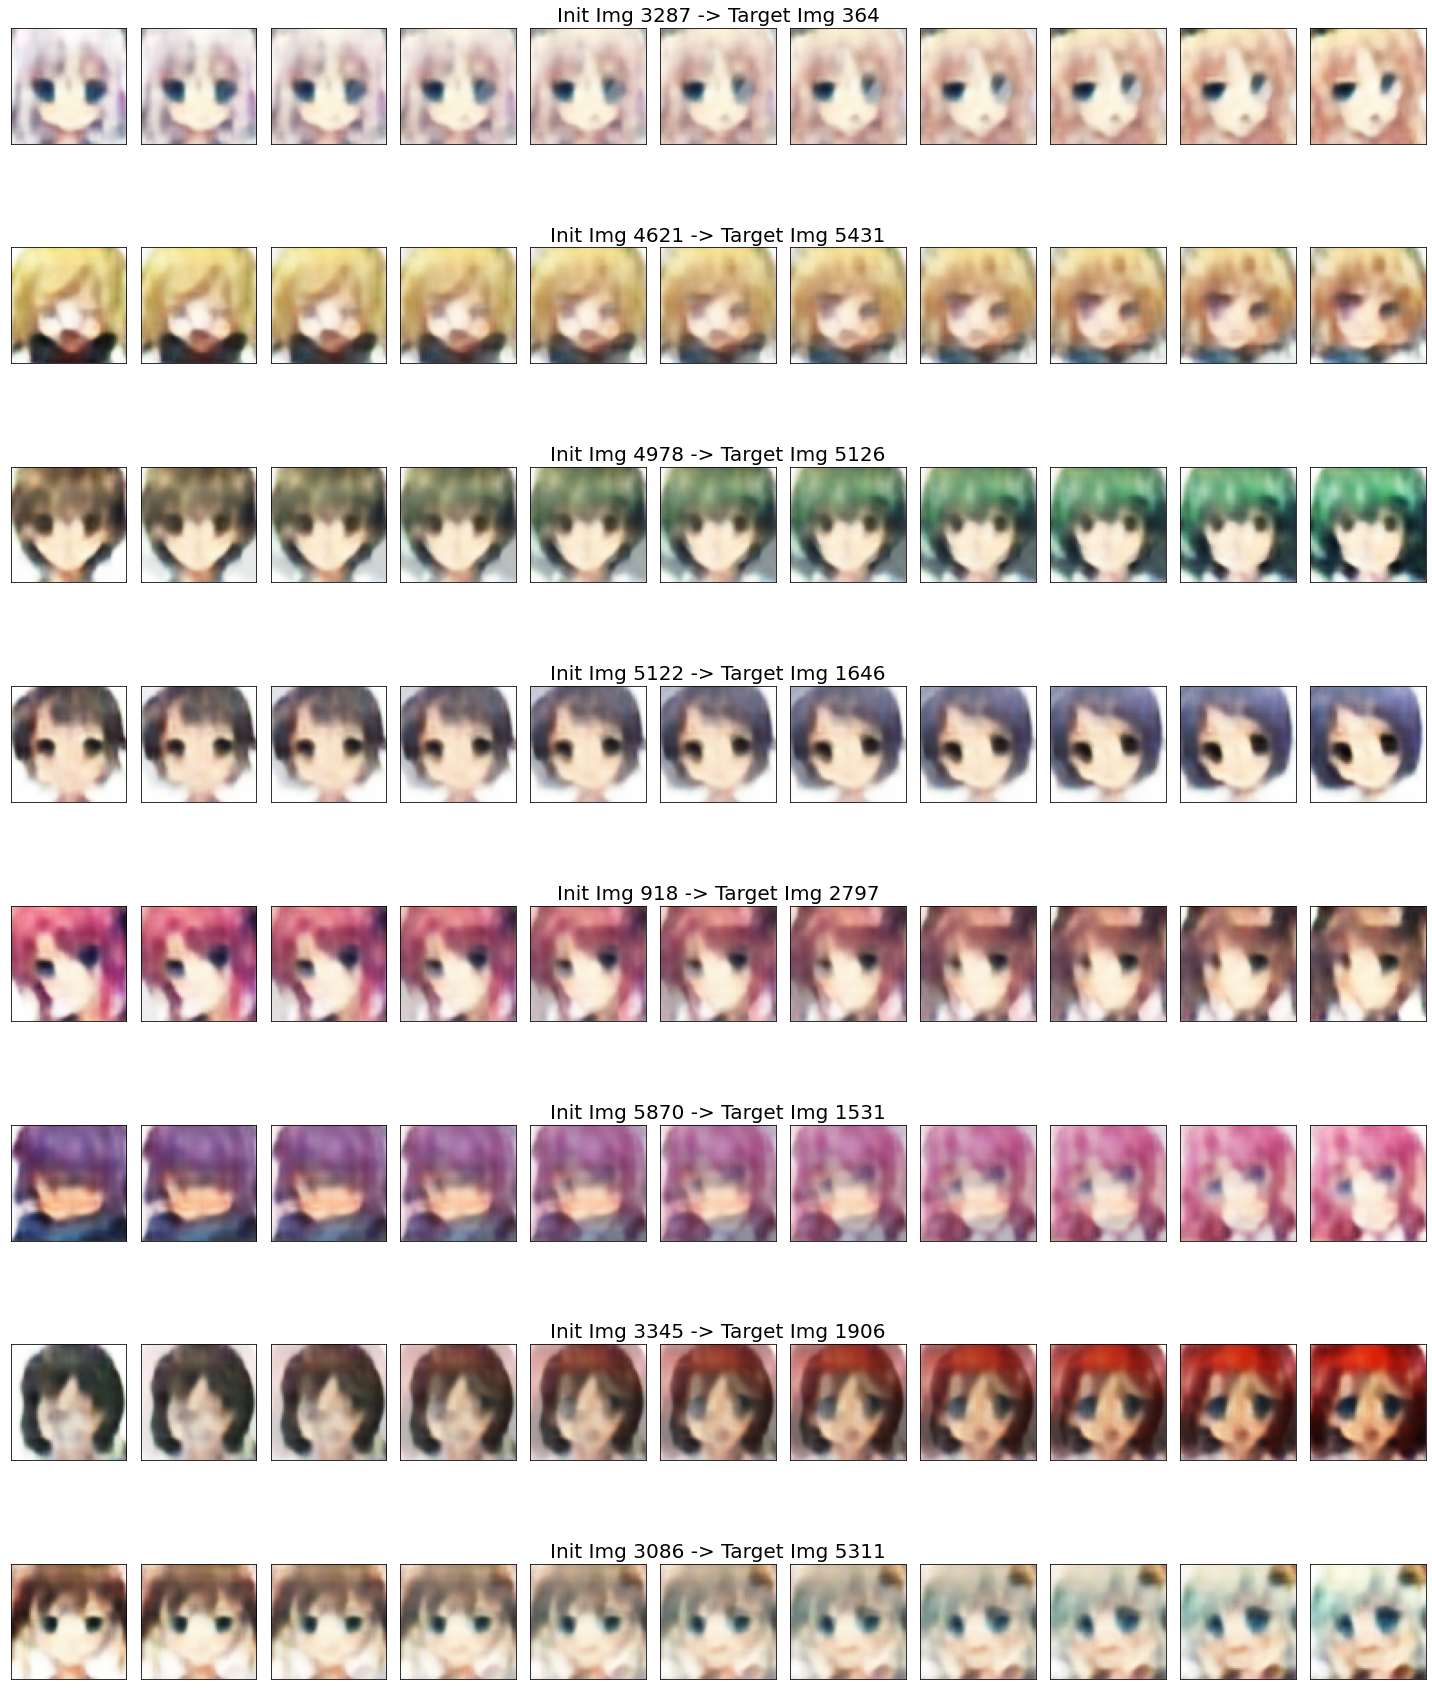 Init Img 3287 -> Target Img 364
Init Img 4621 -> Target Img 5431
Init Img 4978 -> Target Img 5126
Init Img 5122 -> Target Img 1646
Init Img 918 -> Target Img 2797
Init Img 5870 -> Target Img 1531
Init Img 3345 -> Target Img 1906
Init Img 3086 -> Target Img 5311